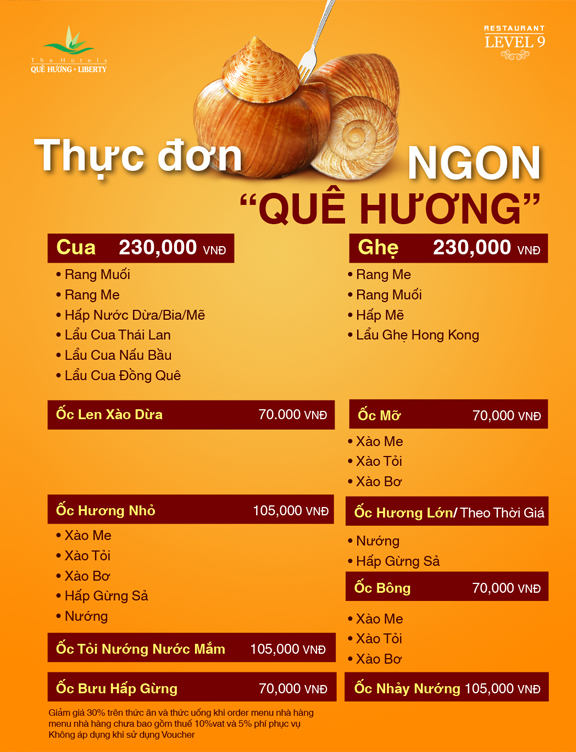 The Hotels
QUÊ HƯƠNG - LIBERTY
RESTAURANT
LEVEL 9
Thực đơn
NGON
“QUÊ HƯƠNG”
Cua 230,000 VNĐ
• Rang Muối
• Rang Me
• Hấp Nước Dừa/Bia/Mẽ
• Lẩu Cua Thái Lan
• Lẩu Cua Nấu Bầu
• Lẩu Cua Đồng Quê
Ghẹ 230,000 VNĐ
• Rang Me
• Rang Muối
• Hấp Mẽ
• Lẩu Ghẹ Hong Kong
Ốc Len Xào Dừa 70.000 VNĐ
Ốc Mỡ 70,000 VNĐ
• Xào Me
• Xào Tỏi
• Xào Bơ
Ốc Hương Nhỏ 105,000 VNĐ
• Xào Me
• Xào Tỏi
• Xào Bơ
• Hấp Gừng Sả
• Nướng
Ốc Hương Lớn/ Theo Thời Giá
• Nướng
• Hấp Gừng Sả
Ốc Bông 70,000 VNĐ
• Xào Me
• Xào Tỏi
• Xào Bơ
Ốc Tỏi Nướng Nước Mắm 105,000 VNĐ
Ốc Bưu Hấp Gừng 70,000 VNĐ
Ốc Nhảy Nướng 105,000 VNĐ
Giảm giá 30% trên thức ăn và thức uống khi order menu nhà hàng
menu nhà hàng chưa bao gồm thuế 10%vat và 5% phí phục vụ
Không áp dụng khi sử dụng Voucher